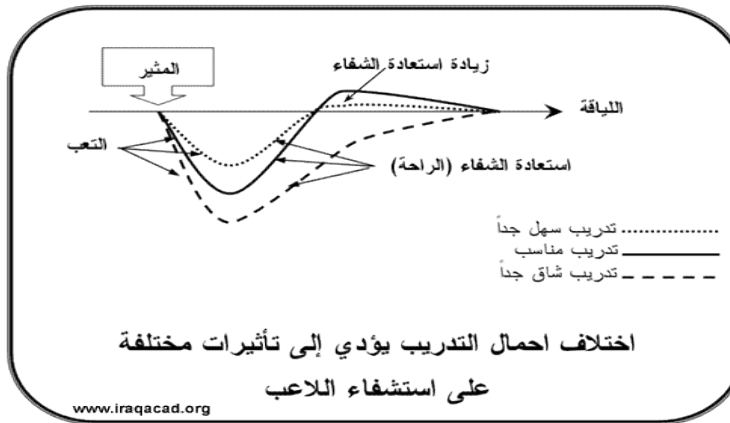 المثير
زيادة استعادة الشفاء
اللياقة
التعب
استعادة الشفاء (الراحة)
تدريب سهل جداً
تدريب مناسب
تدريب شاق جداً
اختلاف احمال التدريب يؤدي إلى تأثيرات مختلفة
على استشفاء اللاعب
www.iraqacad.org